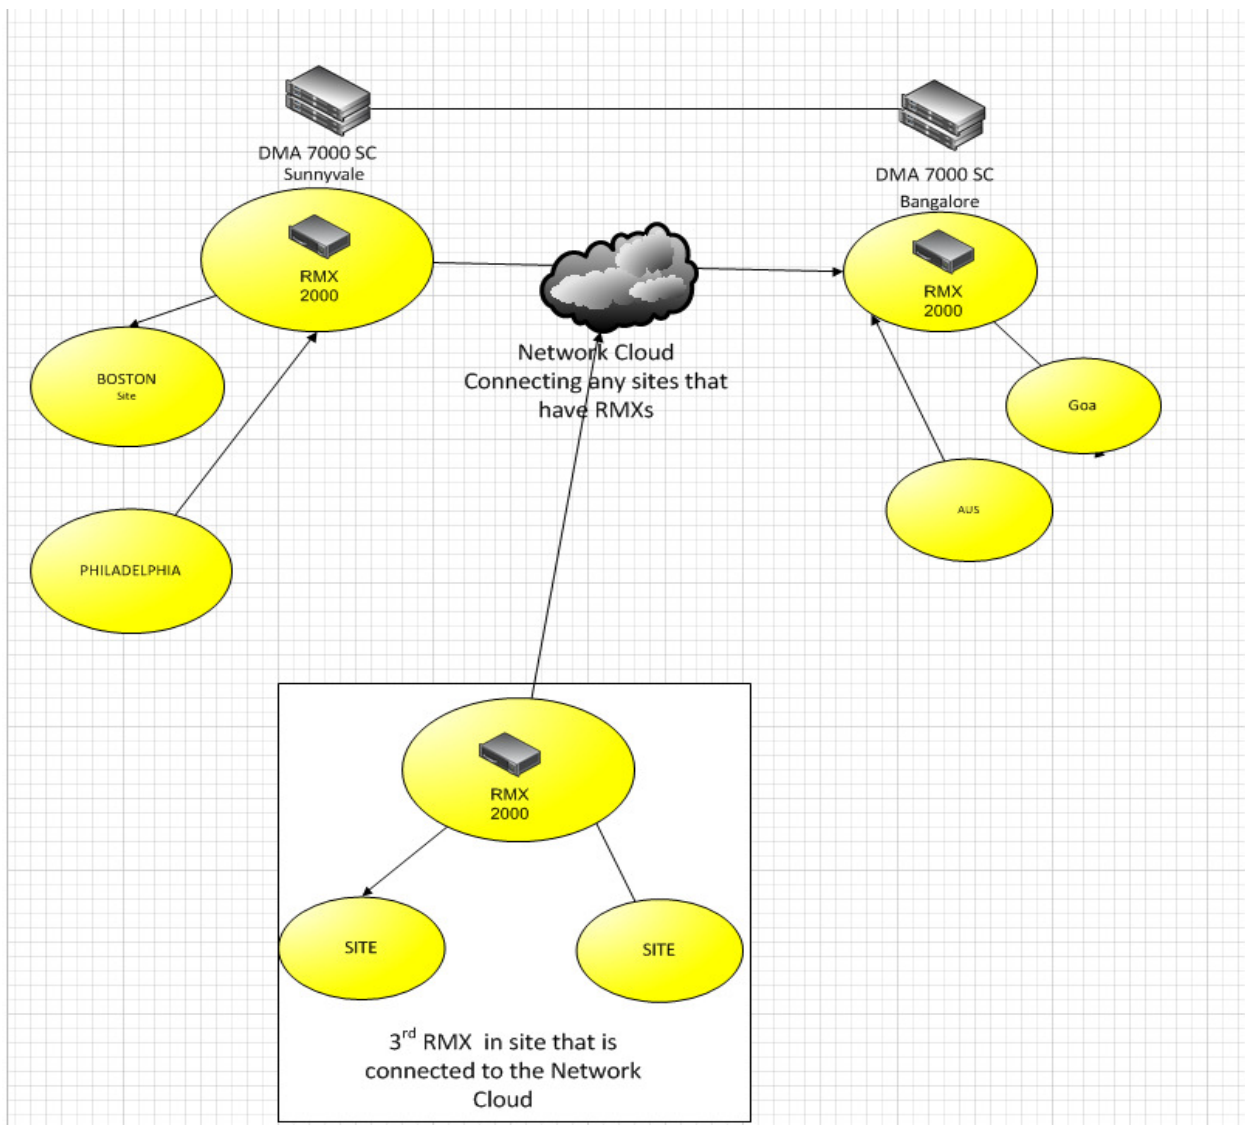 DMA 7000 SC
Sunnyvale
DMA 7000 SC
Bangalore
RMX
2000
RMX
2000
Network Cloud
Connecting any sites that
have RMXs
BOSTON
Site
Goa
AUS
PHILADELPHIA
RMX
2000
SITE
SITE
3rd RMX in site that is
connected to the Network
Cloud